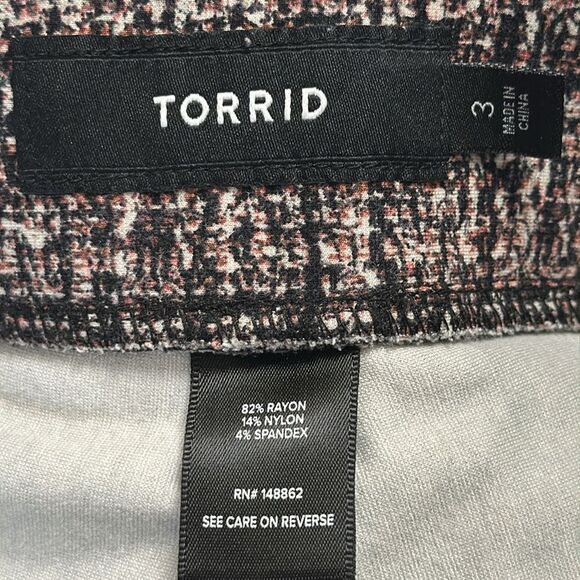 TORRID
3
MADE IN
CHINA
82% RAYON
14% NYLON
4% SPANDEX
RN# 148862
SEE CARE ON REVERSE